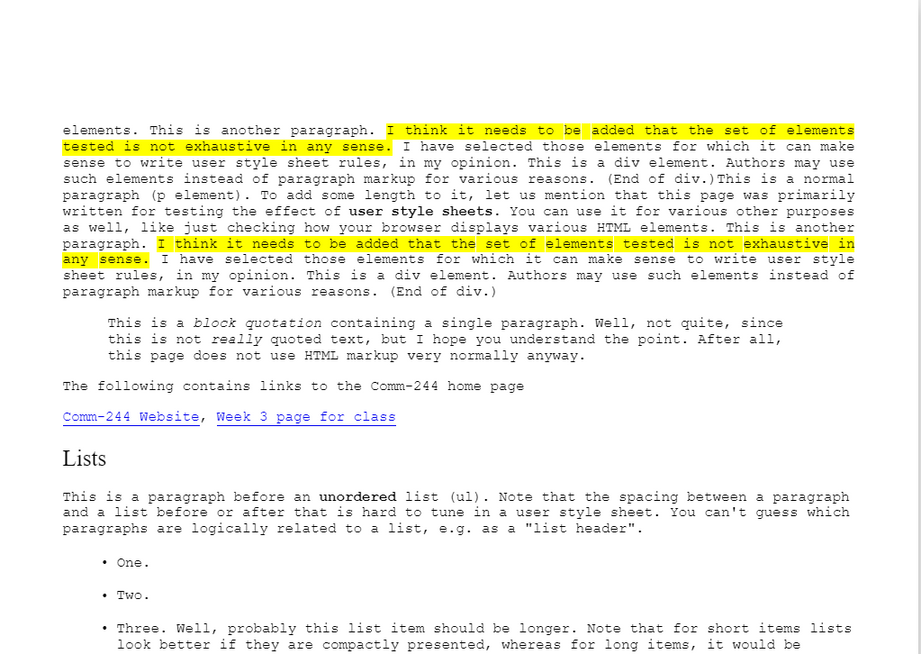 elements. This is another paragraph. I think it needs to be added that the set of elements
tested is not exhaustive in any sense. I have selected those elements for which it can make
sense to write user style sheet rules, in my opinion. This is a div element. Authors may use
such elements instead of paragraph markup for various reasons. (End of div.)This is a normal
paragraph (p element). To add some length to it, let us mention that this page was primarily
written for testing the effect of user style sheets. You can use it for various other purposes
as well, like just checking how your browser displays various HTML elements. This is another
paragraph. I think it needs to be added that the set of elements tested is not exhaustive in
any sense. I have selected those elements for which it can make sense to write user style
sheet rules, in my opinion. This is a div element. Authors may use such elements instead of
paragraph markup for various reasons. (End of div.)
This is a block quotation containing a single paragraph. Well, not quite, since
this is not really quoted text, but I hope you understand the point. After all,
this page does not use HTML markup very normally anyway.
The following contains links to the Comm-244 home page
Comm-244 Website, Week 3 page for class
Lists
This is a paragraph before an unordered list (ul). Note that the spacing between a paragraph
and a list before or after that is hard to tune in a user style sheet. You can't guess which
paragraphs are logically related to a list, e.g. as a "list header".
• One.
• Two.
• Three. Well, probably this list item should be longer. Note that for short items lists
look better if they are compactly presented, whereas for long items, it would be